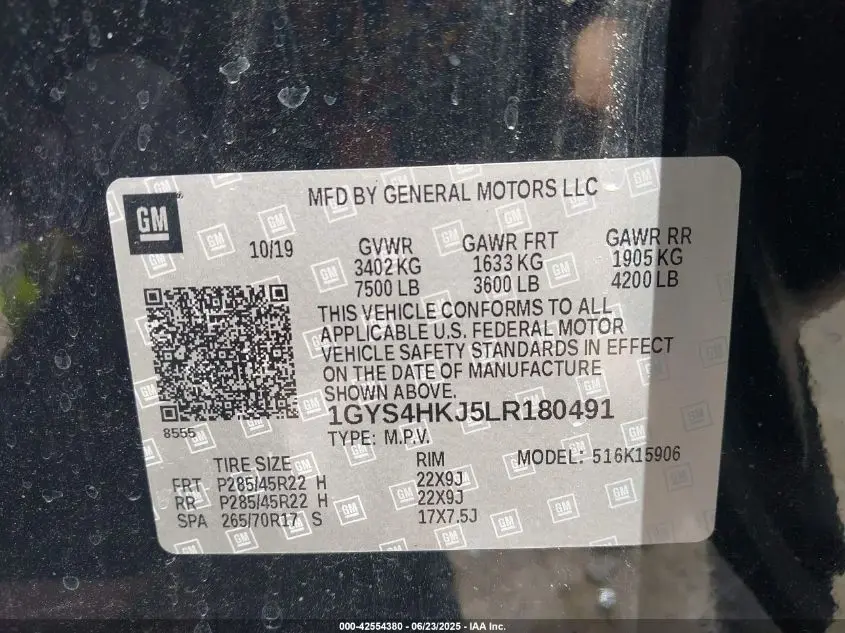 MFD BY GENERAL MOTORS LLC
GM
10/19
GVWR
3402 KG
7500 LB
GAWR FRT
1633 KG
3600 LB
GAWR RR
1905 KG
4200 LB
THIS VEHICLE CONFORMS TO ALL
APPLICABLE U.S. FEDERAL MOTOR
VEHICLE SAFETY STANDARDS IN EFFECT
ON THE DATE OF MANUFACTURE
SHOWN ABOVE.
1GYS4HKJ5LR180491
8555
TYPE: M.P.V.
MODEL: 516K15906
TIRE SIZE RIM
FRT P285/45R22 H 22X9J
RR P285/45R22 H 22X9J
SPA 265/70R17 S 17X7.5J
000-42554380 - 06/23/2025 - IAA Inc.